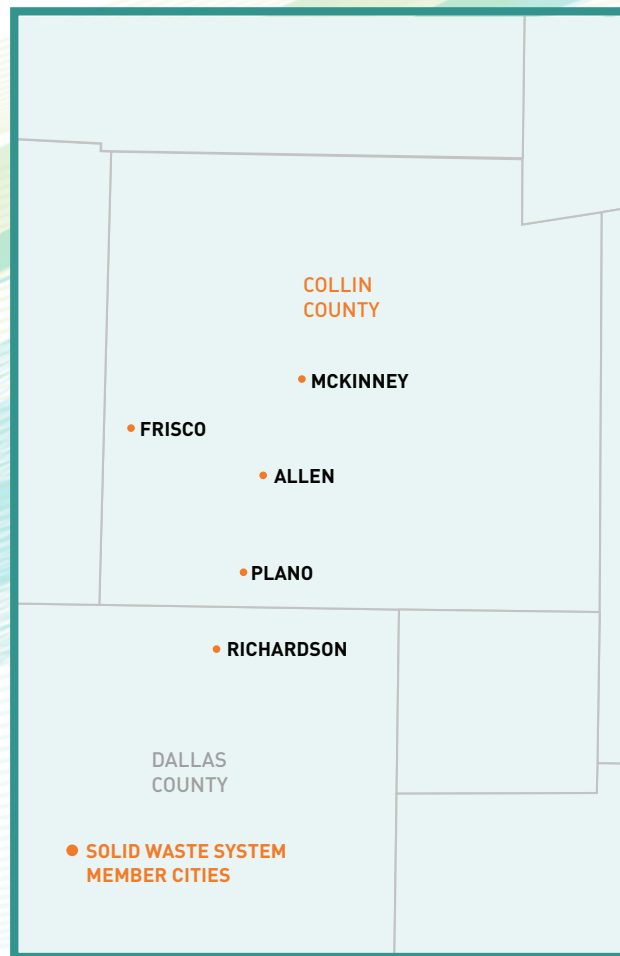 COLLIN
COUNTY
MCKINNEY
FRISCO
ALLEN
PLANO
RICHARDSON
DALLAS
COUNTY
SOLID WASTE SYSTEM
MEMBER CITIES